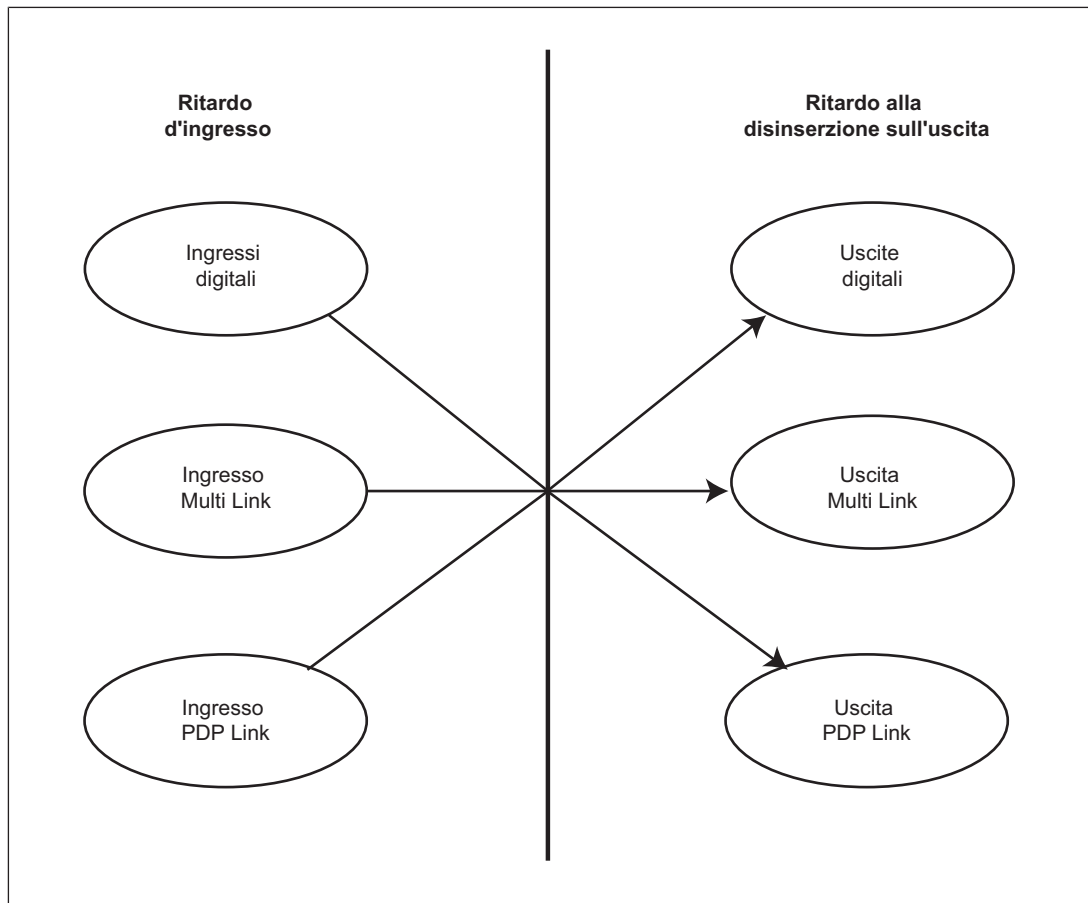 Ritardo
d'ingresso
Ritardo alla
disinserzione sull'uscita
Ingressi
digitali
Uscite
digitali
Ingresso
Multi Link
Uscita
Multi Link
Ingresso
PDP Link
Uscita
PDP Link